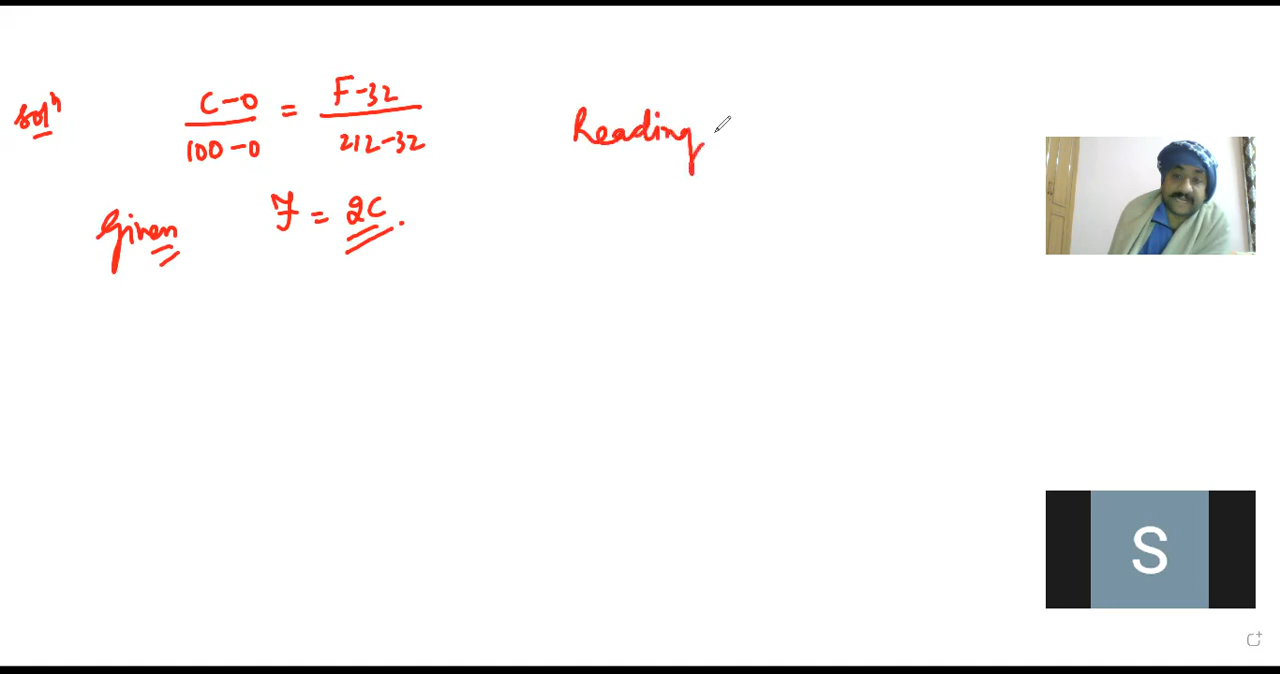 Solⁿ C-0 / 100-0 = F-32 / 212-32
Given F = 2C.
Reading
S